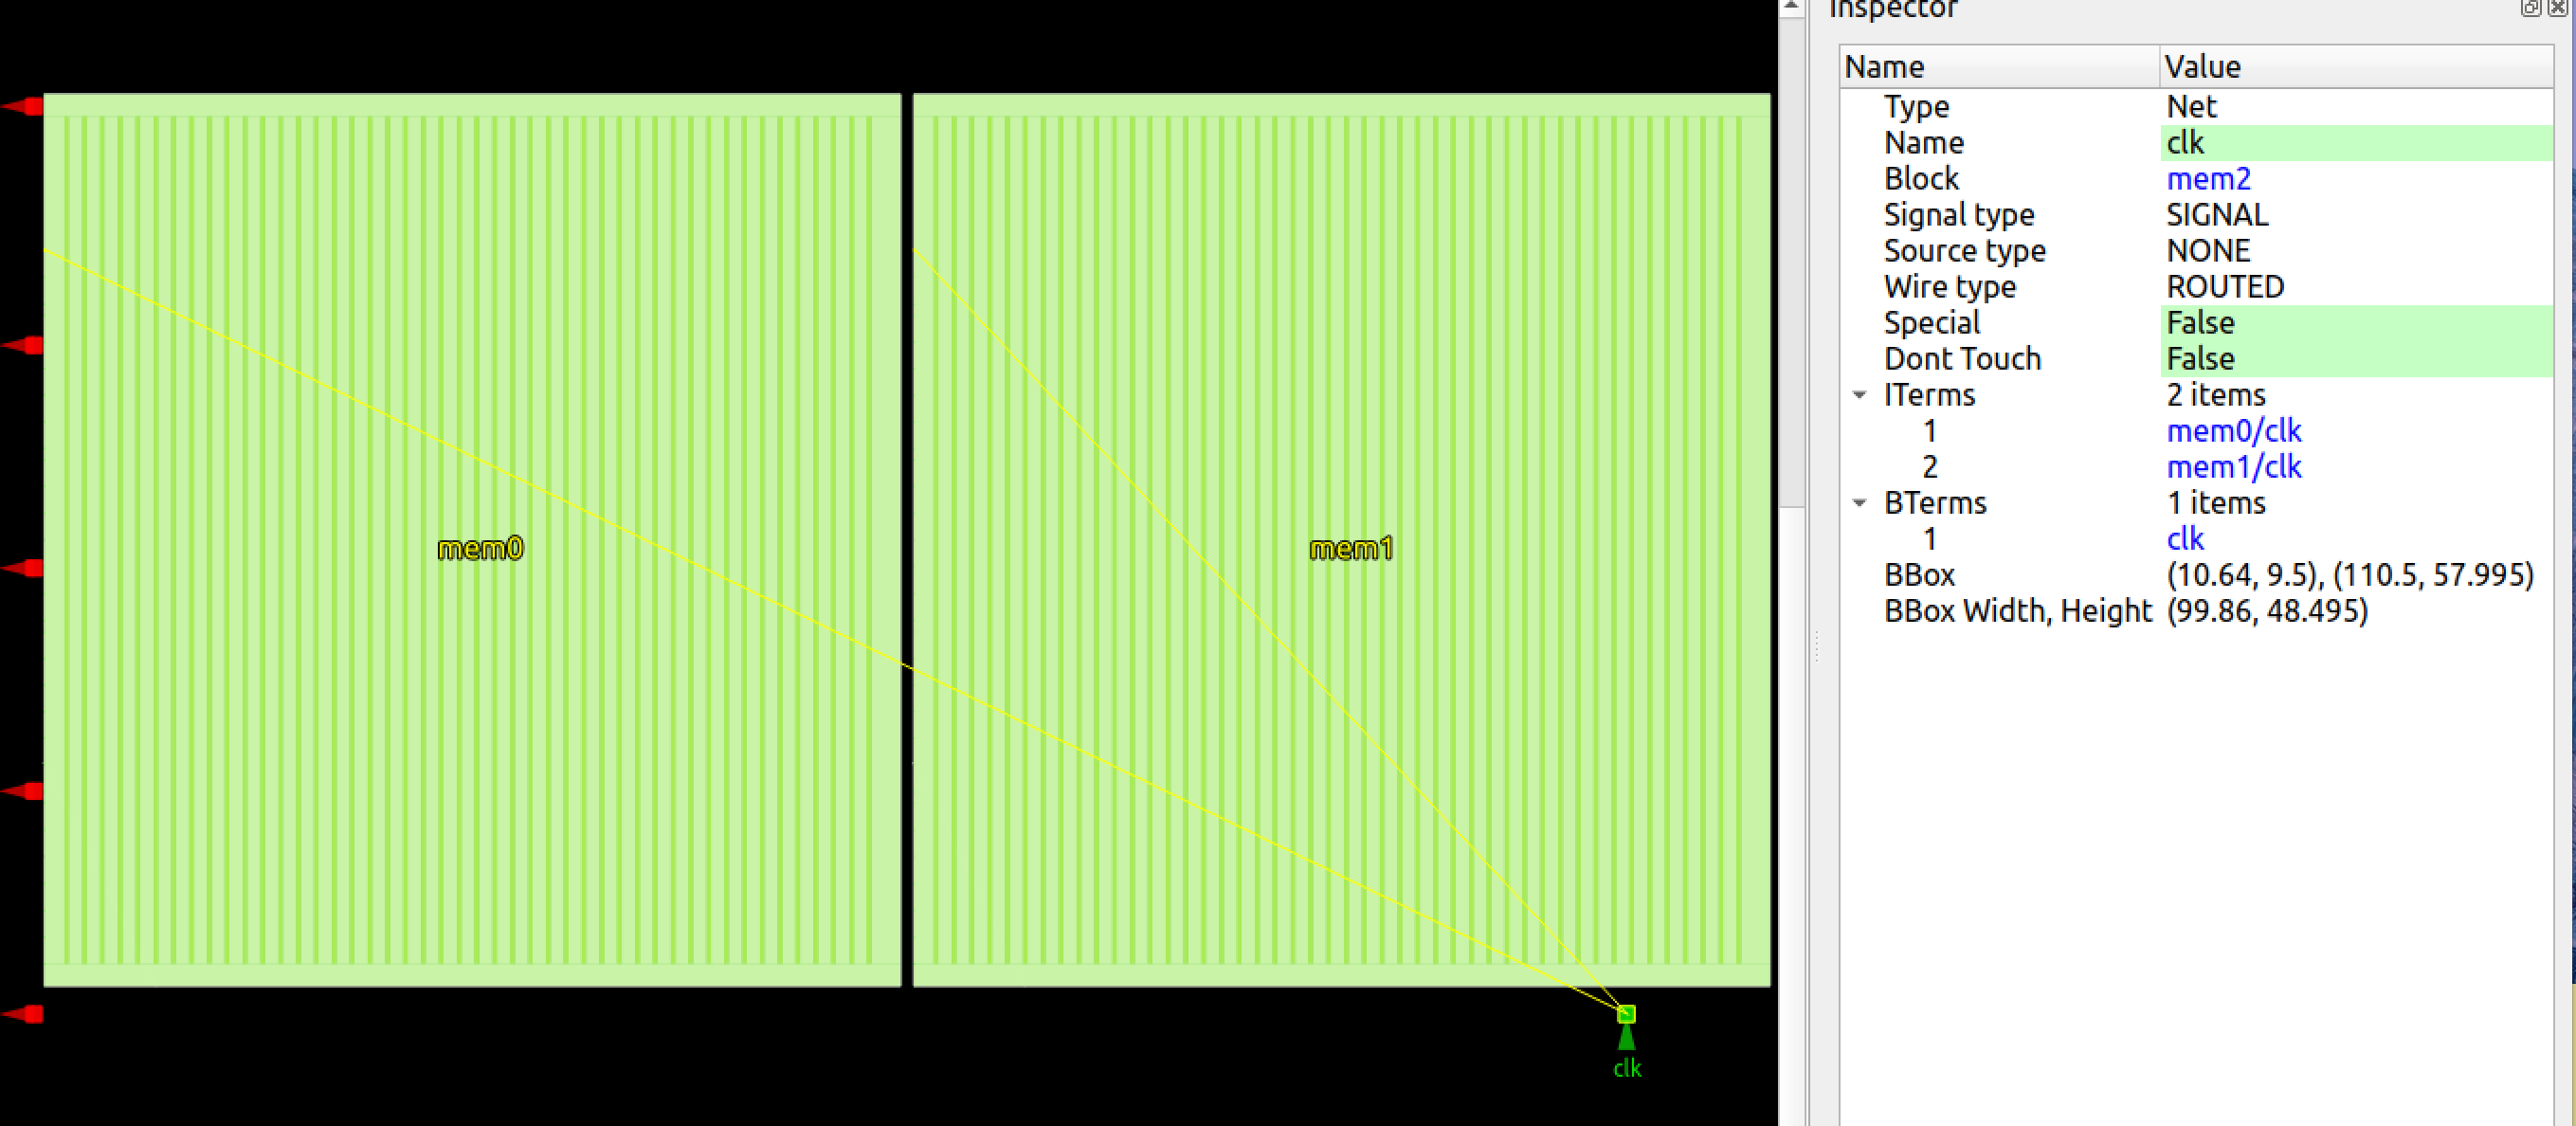 Inspector
Name Value
Type Net
Name clk
Block mem2
Signal type SIGNAL
Source type NONE
Wire type ROUTED
Special False
Dont Touch False
ITerms 2 items
1 mem0/clk
2 mem1/clk
BTerms 1 items
1 clk
BBox (10.64, 9.5), (110.5, 57.995)
BBox Width, Height (99.86, 48.495)
mem0
mem1
clk